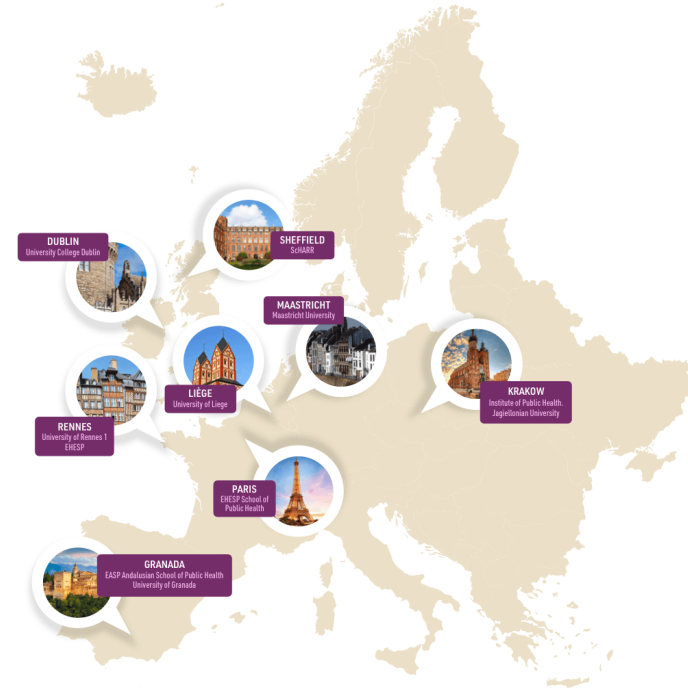 DUBLIN
University College Dublin
SHEFFIELD
ScHARR
MAASTRICHT
Maastricht University
LIÈGE
University of Liege
KRAKOW
Institute of Public Health.
Jagiellonian University
RENNES
University of Rennes 1
EHESP
PARIS
EHESP School of
Public Health
GRANADA
EASP Andalusian School of Public Health
University of Granada